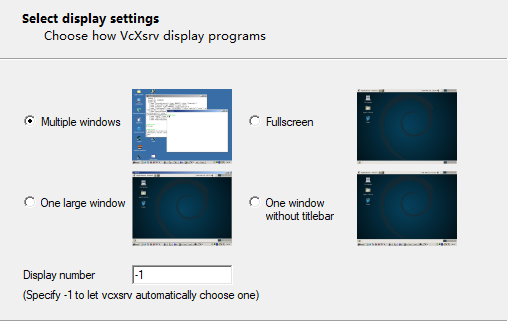 Select display settings
Choose how VcXsrv display programs
Multiple windows
Fullscreen
One large window
One window
without titlebar
Display number
-1
(Specify -1 to let vcxsrv automatically choose one)